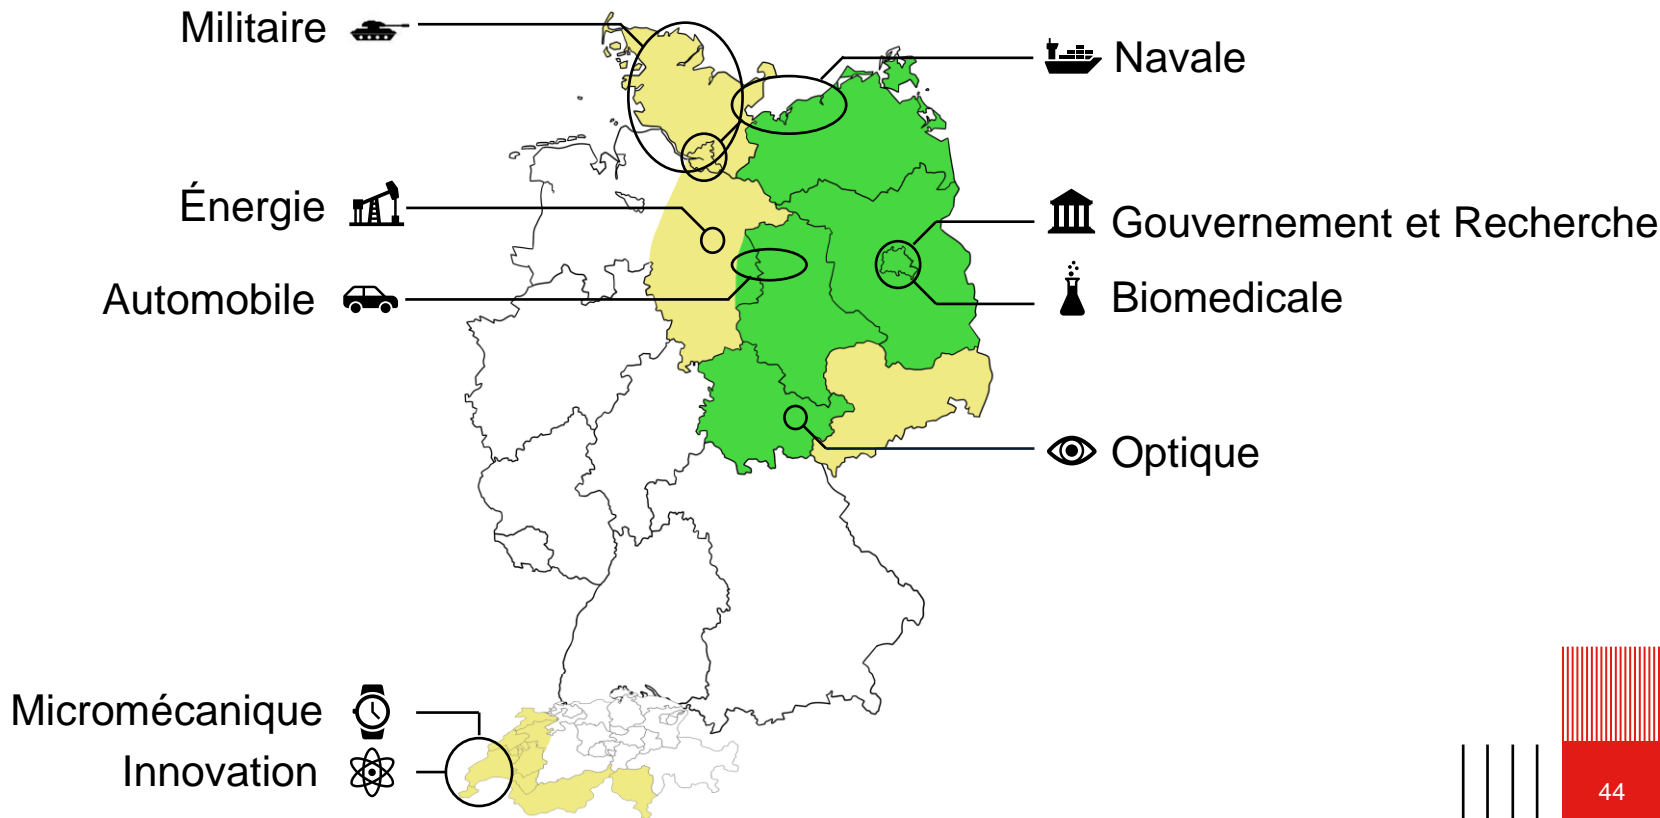 Militaire
Navale
Énergie
Gouvernement et Recherche
Automobile
Biomedicale
Optique
Micromécanique
Innovation
44